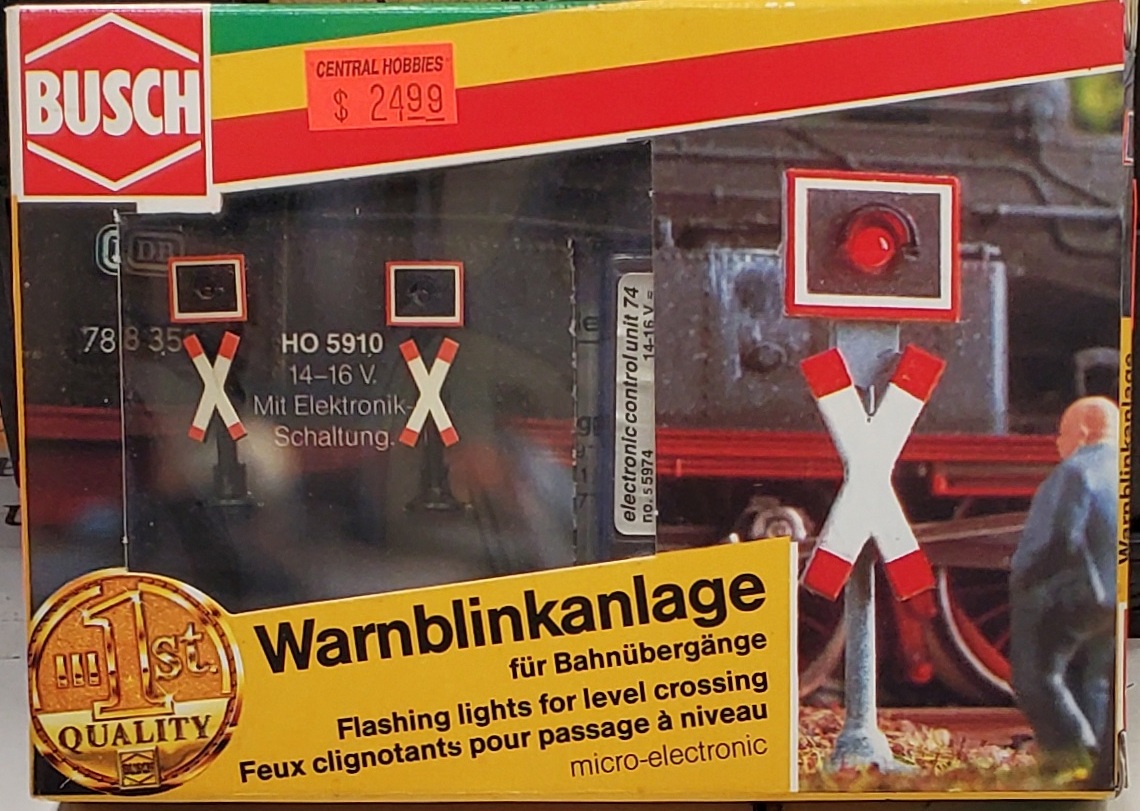 BUSCH
CENTRAL HOBBIES
$ 24.99
DB
78 8 35
HO 5910
14–16 V.
Mit Elektronik-
Schaltung.
electronic control unit 74
no. 5 5974 14-16 V =
1st.
QUALITY
Warnblinkanlage
für Bahnübergänge
Flashing lights for level crossing
Feux clignotants pour passage à niveau
micro-electronic
Warnblinkanlage